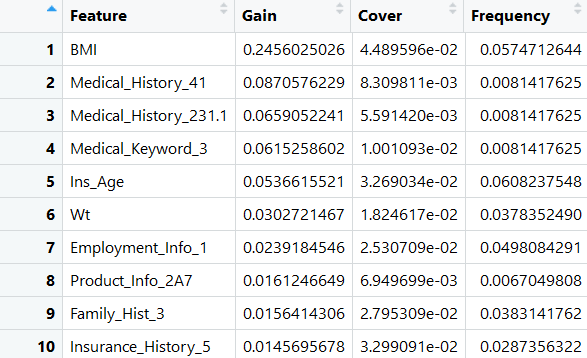 Feature Gain Cover Frequency
1 BMI 0.2456025026 4.489596e-02 0.0574712644
2 Medical_History_41 0.0870576229 8.309811e-03 0.0081417625
3 Medical_History_231.1 0.0659052241 5.591420e-03 0.0081417625
4 Medical_Keyword_3 0.0615258602 1.001093e-02 0.0081417625
5 Ins_Age 0.0536615521 3.269034e-02 0.0608237548
6 Wt 0.0302721467 1.824617e-02 0.0378352490
7 Employment_Info_1 0.0239184546 2.530709e-02 0.0498084291
8 Product_Info_2A7 0.0161246649 6.949699e-03 0.0067049808
9 Family_Hist_3 0.0156414306 2.795309e-02 0.0383141762
10 Insurance_History_5 0.0145695678 3.299091e-02 0.0287356322